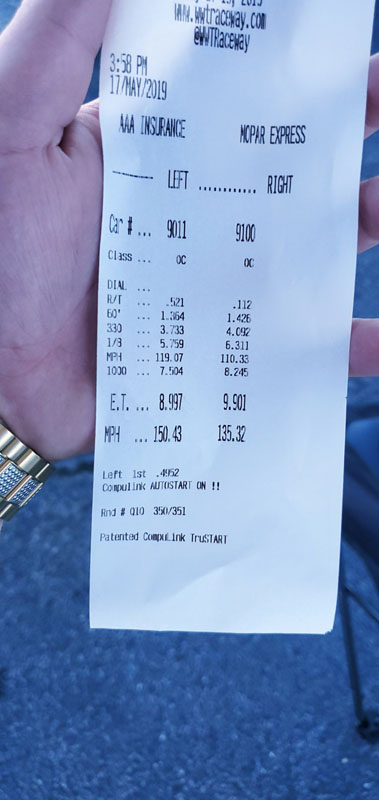 www.wwtraceway.com
@WWTRaceway
3:58 PM
17/MAY/2019
AAA INSURANCE MOPAR EXPRESS
-------- LEFT ............ RIGHT
Car # ... 9011 9100
Class ... OC OC
DIAL ...
R/T ... .521 .112
60' ... 1.364 1.426
330 ... 3.733 4.092
1/8 ... 5.759 6.311
MPH ... 119.07 110.33
1000 ... 7.504 8.245
E.T. ... 8.997 9.901
MPH ... 150.43 135.32
Left 1st .4952
Compulink AUTOSTART ON !!
Rnd # Q10 350/351
Patented CompuLink TruSTART